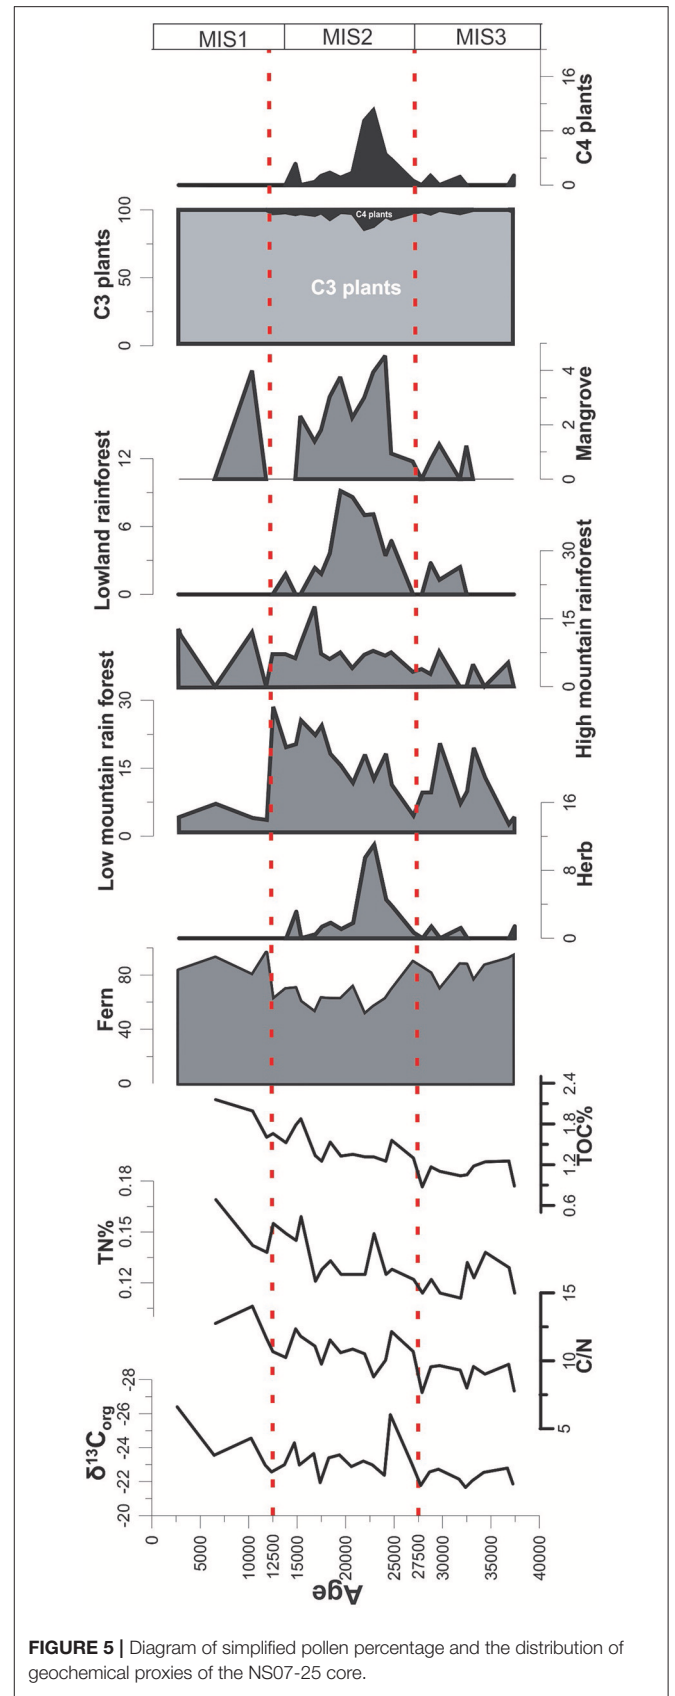 MIS1 MIS2 MIS3
C4 plants
0 8 16
C3 plants
0 50 100
C4 plants
C3 plants
Mangrove
0 2 4
Lowland rainforest
0 6 12
High mountain rainforest
0 15 30
Low mountain rain forest
0 15 30
Herb
0 8 16
Fern
0 40 80
TOC%
0.6 1.2 1.8 2.4
TN%
0.12 0.15 0.18
C/N
5 10 15
δ¹³Corg
-20 -22 -24 -26 -28
0 5000 10000 12500 15000 20000 25000 27500 30000 35000 40000
Age
FIGURE 5 | Diagram of simplified pollen percentage and the distribution of
geochemical proxies of the NS07-25 core.